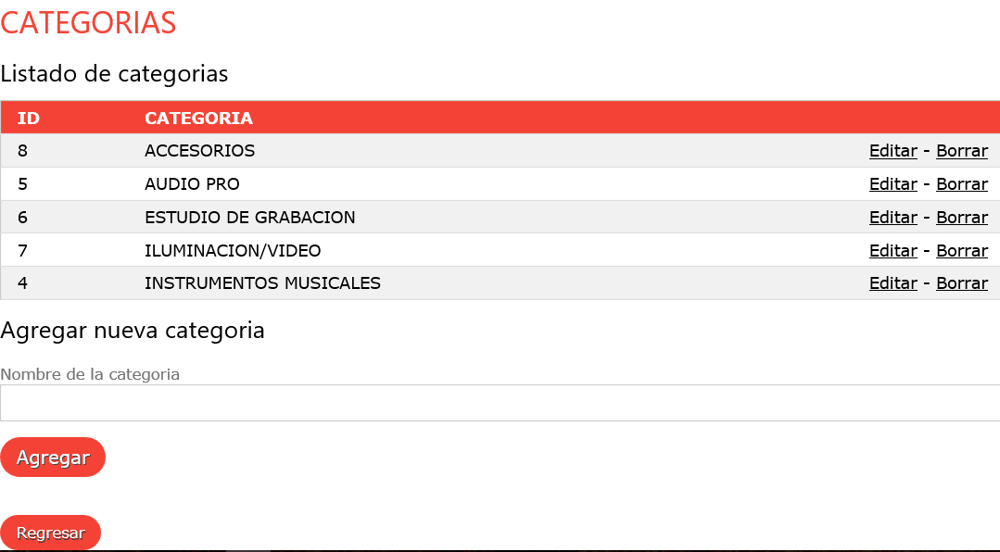 CATEGORIAS
Listado de categorias
ID CATEGORIA
8 ACCESORIOS Editar - Borrar
5 AUDIO PRO Editar - Borrar
6 ESTUDIO DE GRABACION Editar - Borrar
7 ILUMINACION/VIDEO Editar - Borrar
4 INSTRUMENTOS MUSICALES Editar - Borrar
Agregar nueva categoria
Nombre de la categoria
Agregar
Regresar